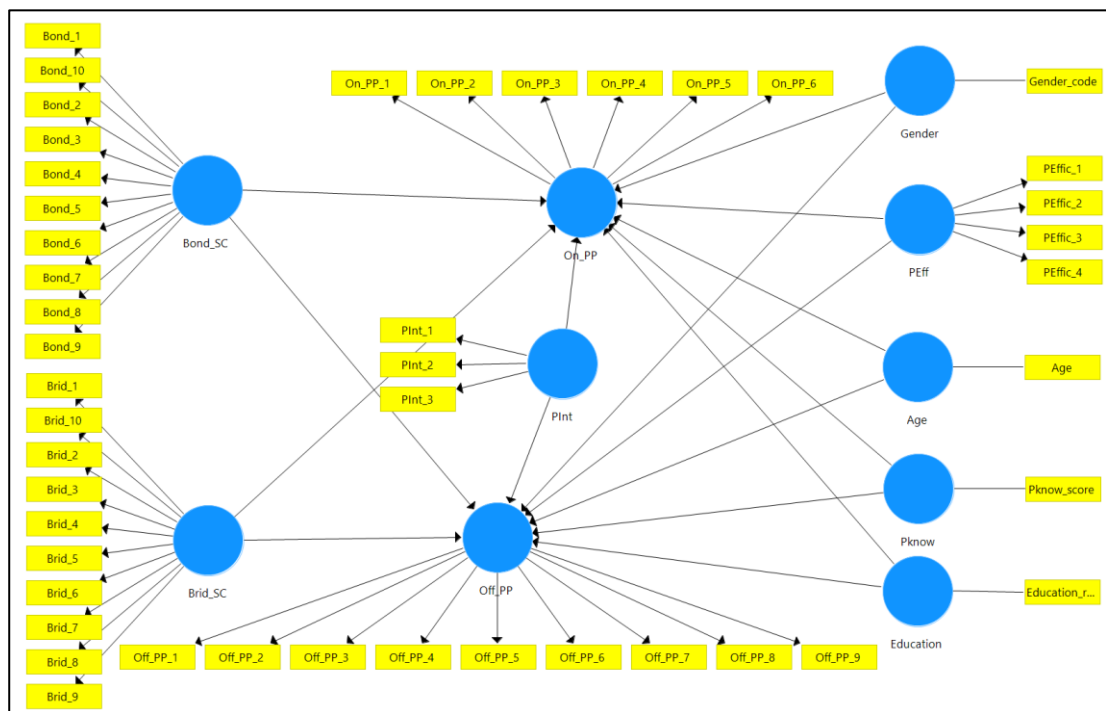 Bond_1
Bond_10
Bond_2
Bond_3
Bond_4
Bond_5
Bond_6
Bond_7
Bond_8
Bond_9
Bond_SC
Brid_1
Brid_10
Brid_2
Brid_3
Brid_4
Brid_5
Brid_6
Brid_7
Brid_8
Brid_9
Brid_SC
On_PP_1
On_PP_2
On_PP_3
On_PP_4
On_PP_5
On_PP_6
On_PP
PInt_1
PInt_2
PInt_3
PInt
Off_PP
Off_PP_1
Off_PP_2
Off_PP_3
Off_PP_4
Off_PP_5
Off_PP_6
Off_PP_7
Off_PP_8
Off_PP_9
Gender
Gender_code
PEff
PEffic_1
PEffic_2
PEffic_3
PEffic_4
Age
Age
Pknow
Pknow_score
Education
Education_r...